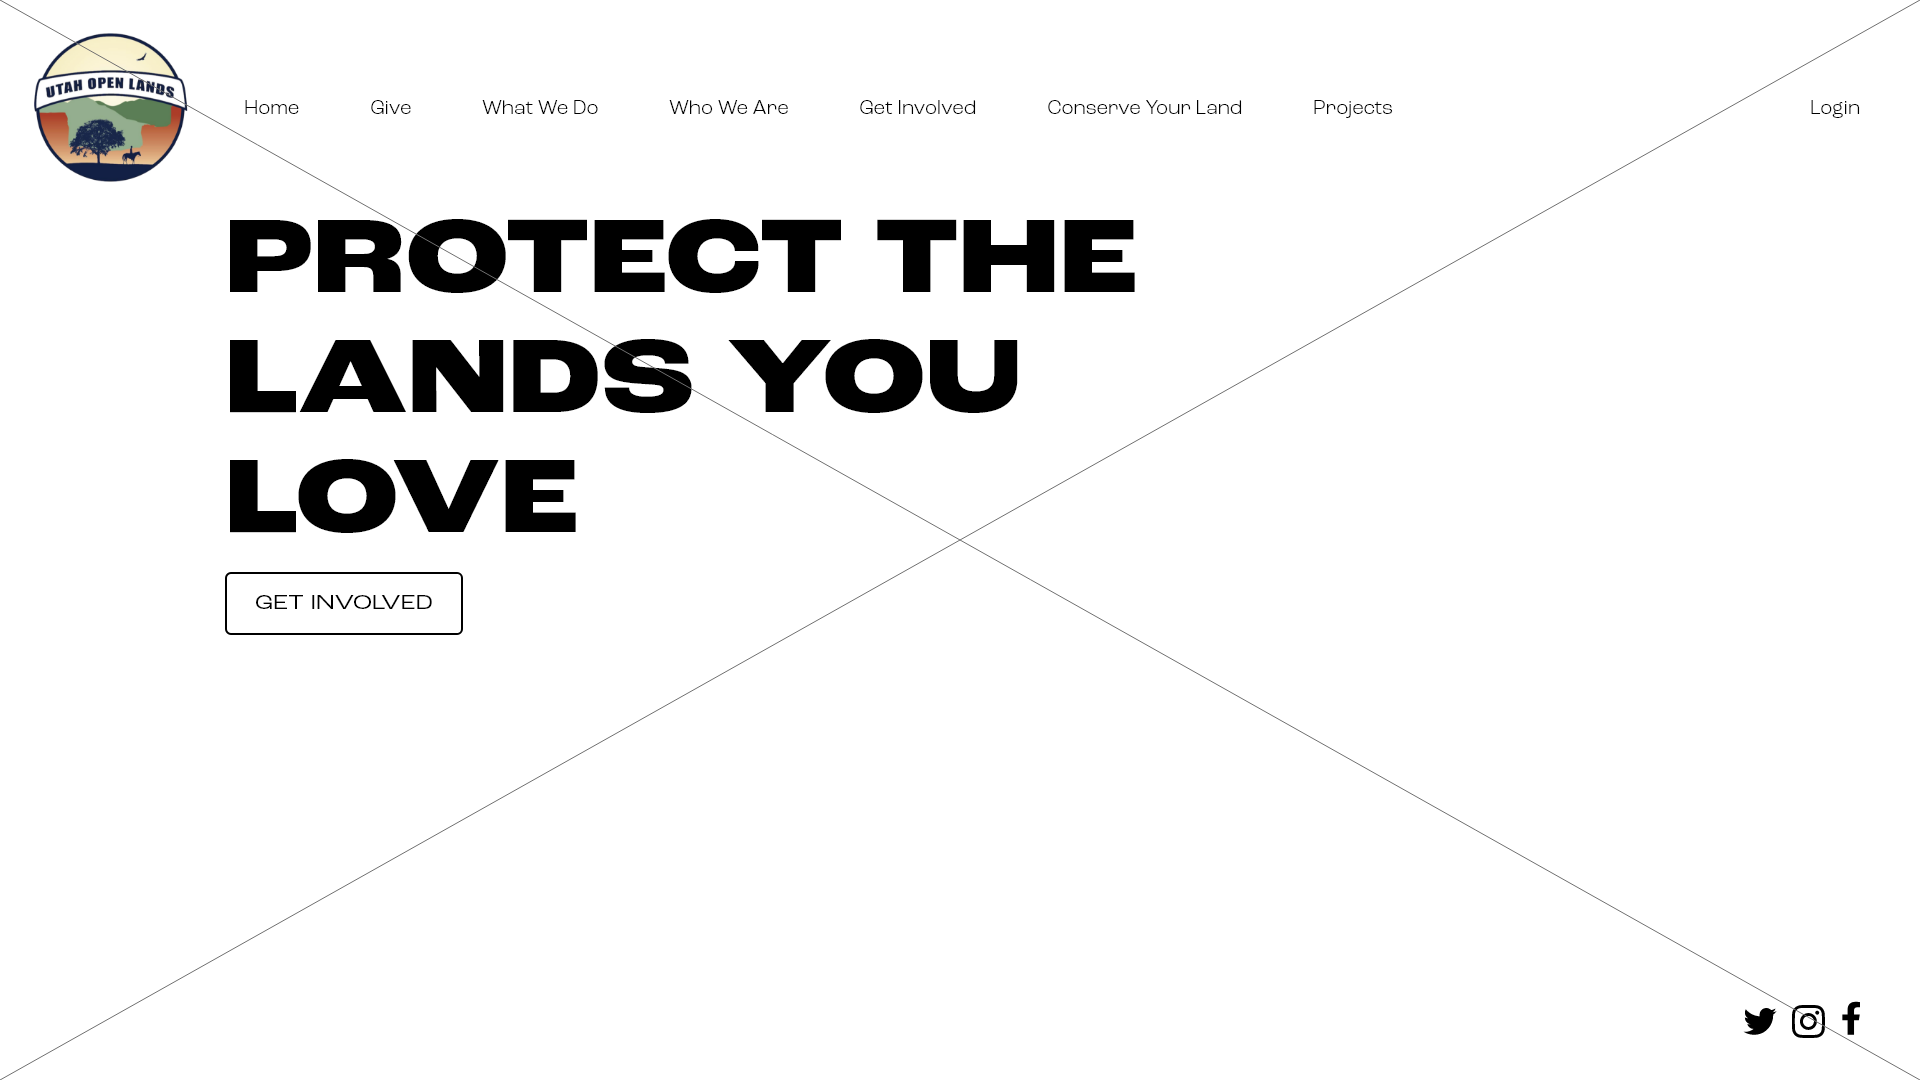 UTAH OPEN LANDS
Home Give What We Do Who We Are Get Involved Conserve Your Land Projects Login
PROTECT THE
LANDS YOU
LOVE
GET INVOLVED